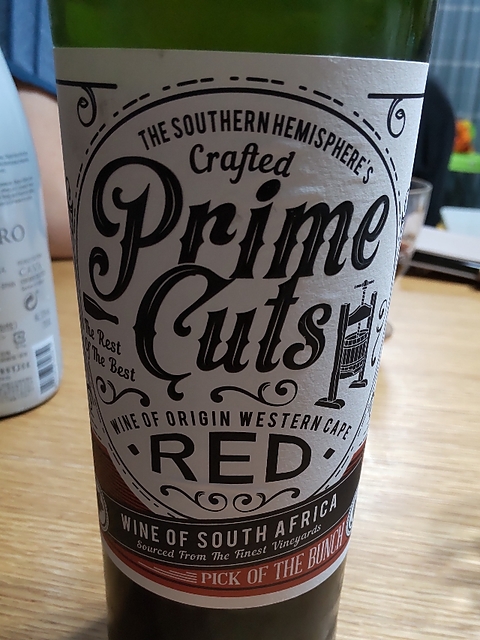 THE SOUTHERN HEMISPHERE'S
Crafted
Prime
Cuts
The Rest
Of The Best
WINE OF ORIGIN WESTERN CAPE
·RED·
WINE OF SOUTH AFRICA
Sourced From The Finest Vineyards
PICK OF THE BUNCH
RO